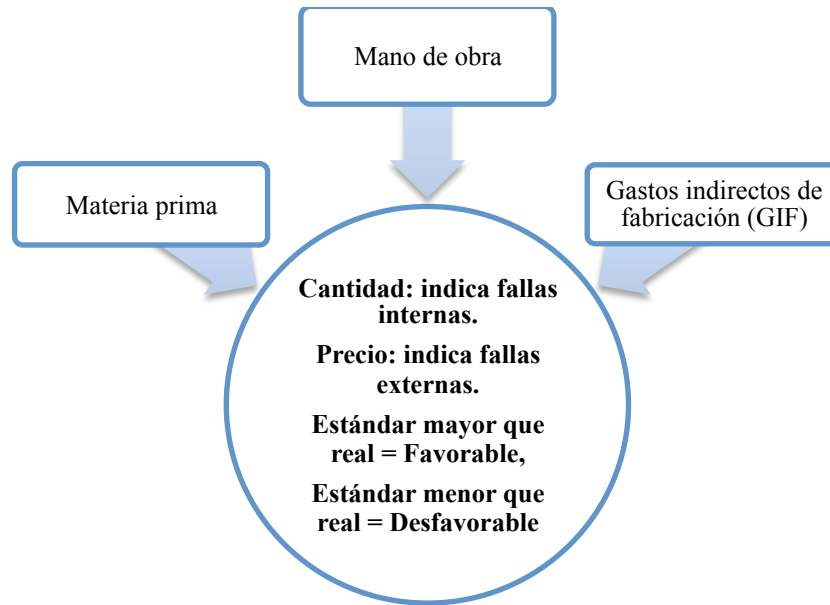 Mano de obra
Materia prima
Gastos indirectos de
fabricación (GIF)
Cantidad: indica fallas
internas.
Precio: indica fallas
externas.
Estándar mayor que
real = Favorable,
Estándar menor que
real = Desfavorable